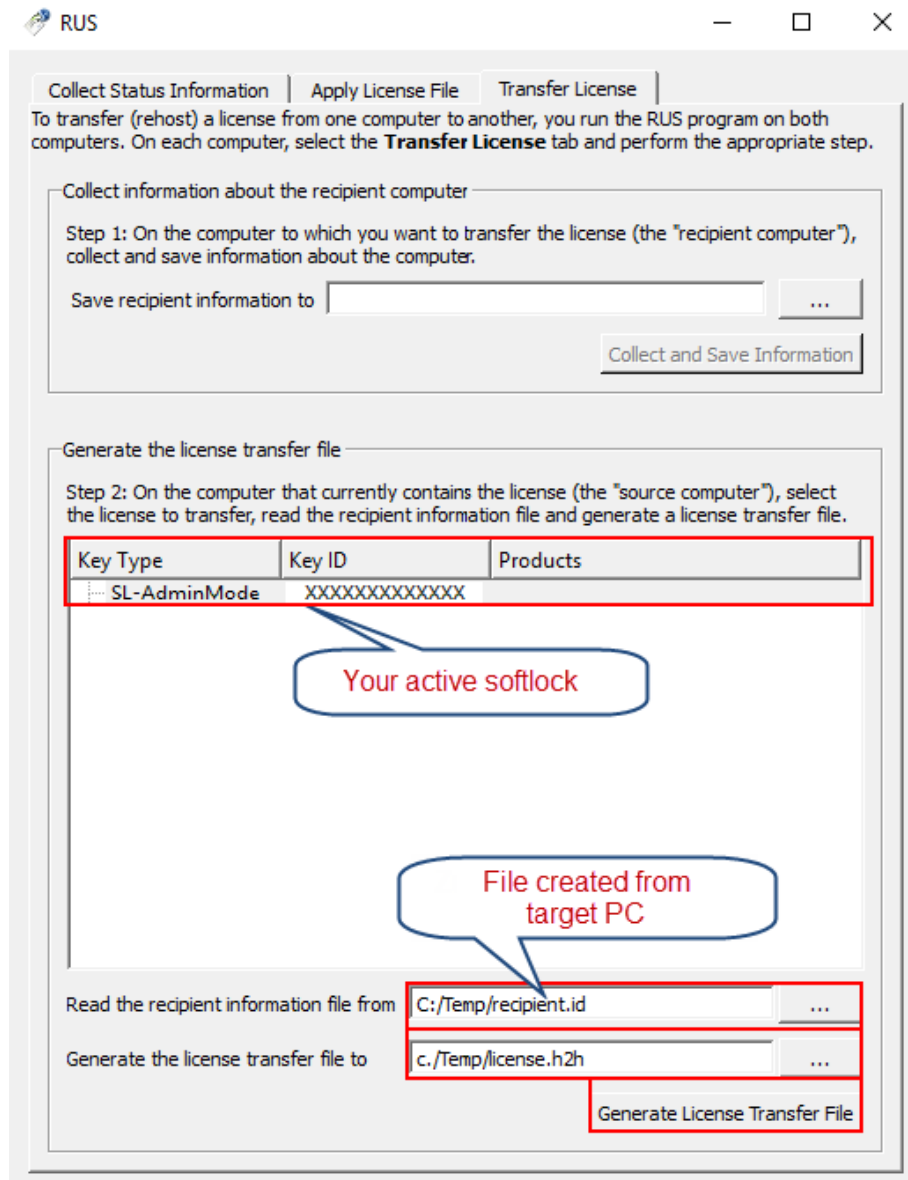 RUS
Collect Status Information
Apply License File
Transfer License
To transfer (rehost) a license from one computer to another, you run the RUS program on both
computers. On each computer, select the Transfer License tab and perform the appropriate step.
Collect information about the recipient computer
Step 1: On the computer to which you want to transfer the license (the "recipient computer"),
collect and save information about the computer.
Save recipient information to
...
Collect and Save Information
Generate the license transfer file
Step 2: On the computer that currently contains the license (the "source computer"), select
the license to transfer, read the recipient information file and generate a license transfer file.
Key Type Key ID Products
SL-AdminMode XXXXXXXXXXXXX
Your active softlock
File created from
target PC
Read the recipient information file from C:/Temp/recipient.id ...
Generate the license transfer file to c./Temp/license.h2h ...
Generate License Transfer File